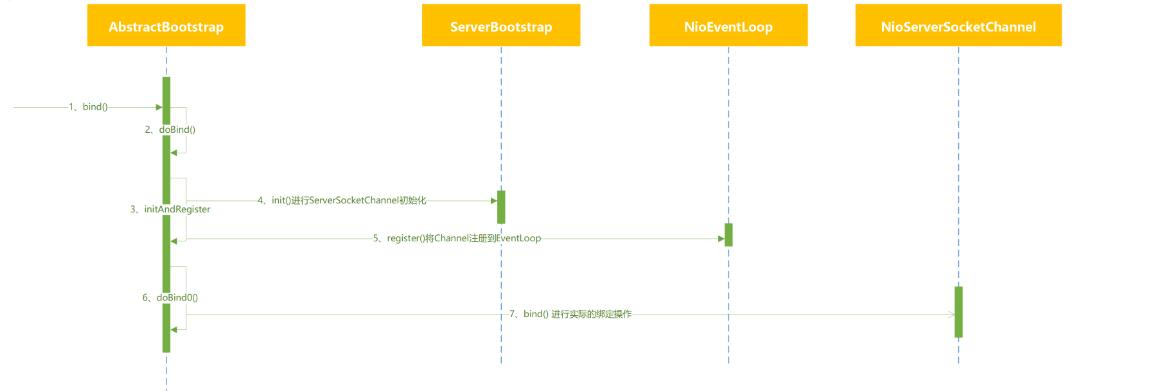 AbstractBootstrap
ServerBootstrap
NioEventLoop
NioServerSocketChannel
1、bind()
2、doBind()
3、initAndRegister
4、init()进行ServerSocketChannel初始化
5、register()将Channel注册到EventLoop
6、doBind0()
7、bind() 进行实际的绑定操作